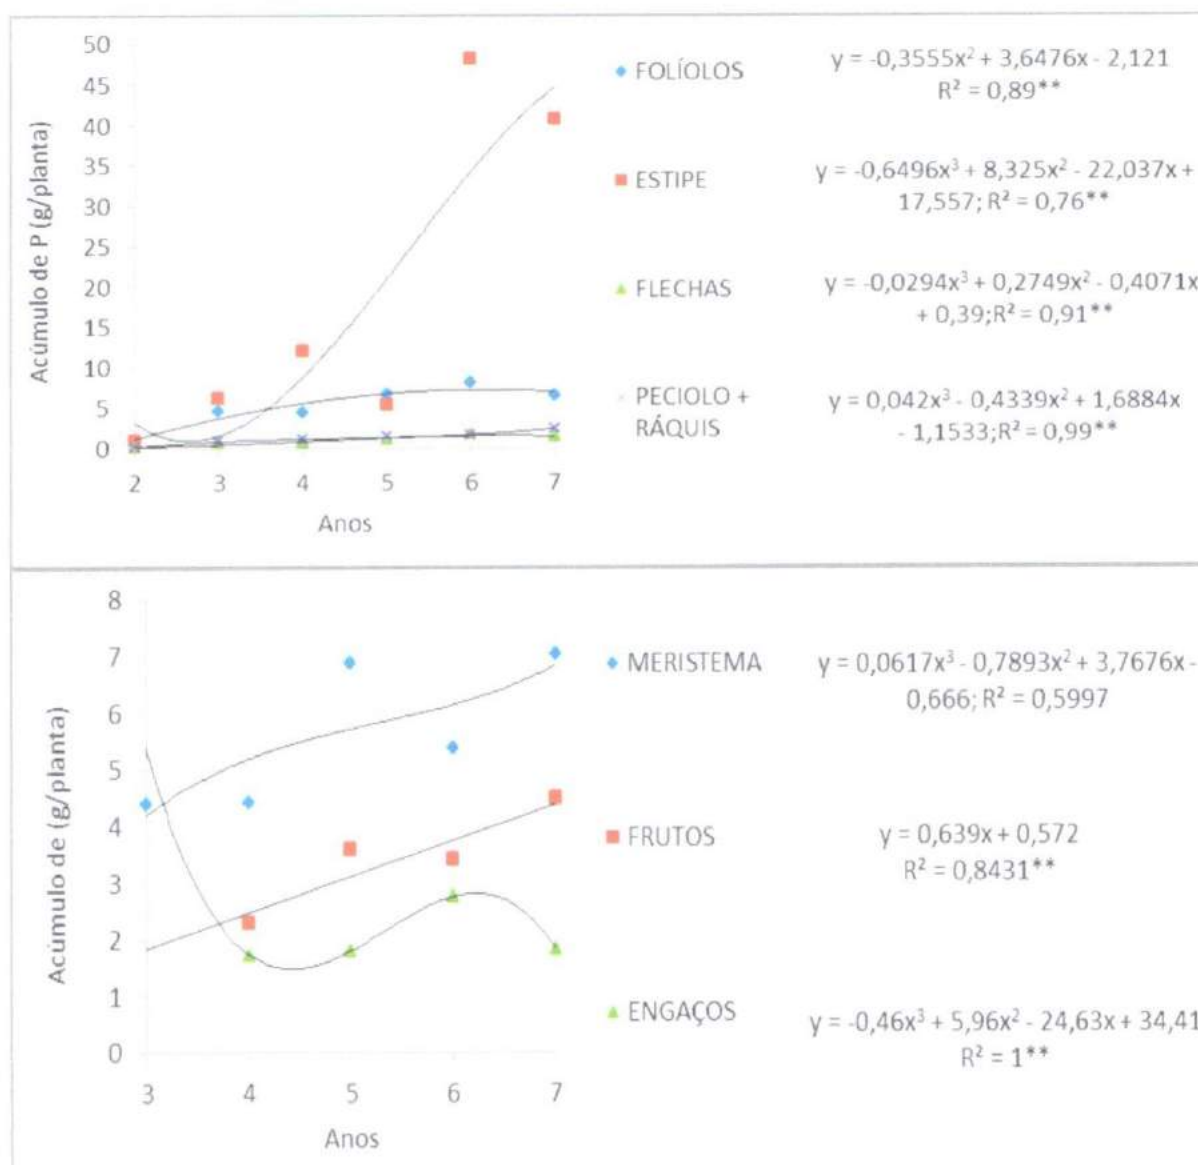 Acúmulo de P (g/planta)
50
45
40
35
30
25
20
15
10
5
0
2 3 4 5 6 7
Anos
FOLÍOLOS
y = -0,3555x² + 3,6476x - 2,121
R² = 0,89**
ESTIPE
y = -0,6496x³ + 8,325x² - 22,037x +
17,557; R² = 0,76**
FLECHAS
y = -0,0294x³ + 0,2749x² - 0,4071x
+ 0,39;R² = 0,91**
PECIOLO +
RÁQUIS
y = 0,042x³ - 0,4339x² + 1,6884x
- 1,1533;R² = 0,99**
Acúmulo de (g/planta)
8
7
6
5
4
3
2
1
0
3 4 5 6 7
Anos
MERISTEMA
y = 0,0617x³ - 0,7893x² + 3,7676x -
0,666; R² = 0,5997
FRUTOS
y = 0,639x + 0,572
R² = 0,8431**
ENGAÇOS
y = -0,46x³ + 5,96x² - 24,63x + 34,41
R² = 1**